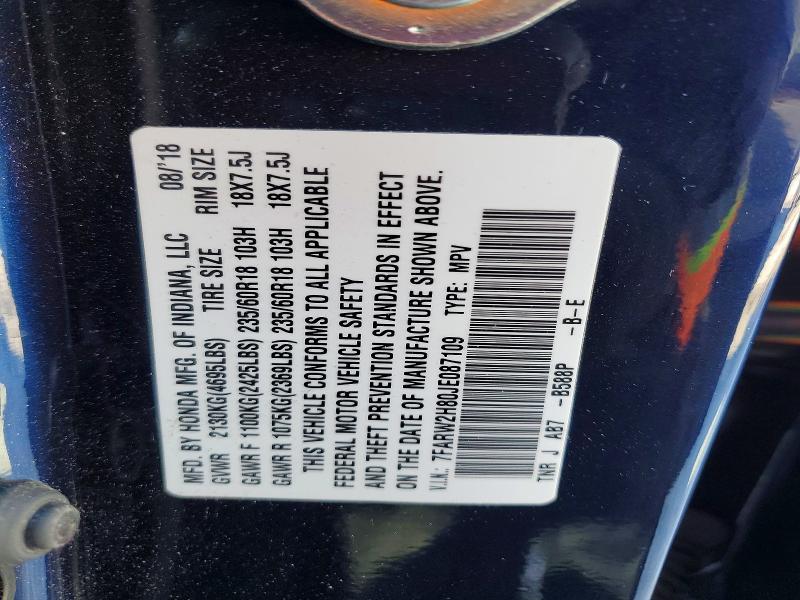 MFD. BY HONDA MFG. OF INDIANA, LLC 08/'18
GVWR 2130KG(4695LBS) TIRE SIZE RIM SIZE
GAWR F 1100KG(2425LBS) 235/60R18 103H 18X7.5J
GAWR R 1075KG(2369LBS) 235/60R18 103H 18X7.5J
THIS VEHICLE CONFORMS TO ALL APPLICABLE
FEDERAL MOTOR VEHICLE SAFETY
AND THEFT PREVENTION STANDARDS IN EFFECT
ON THE DATE OF MANUFACTURE SHOWN ABOVE.
V.I.N.: 7FARW2H80JE087109 TYPE: MPV
TNR J A87 -B588P -B-E